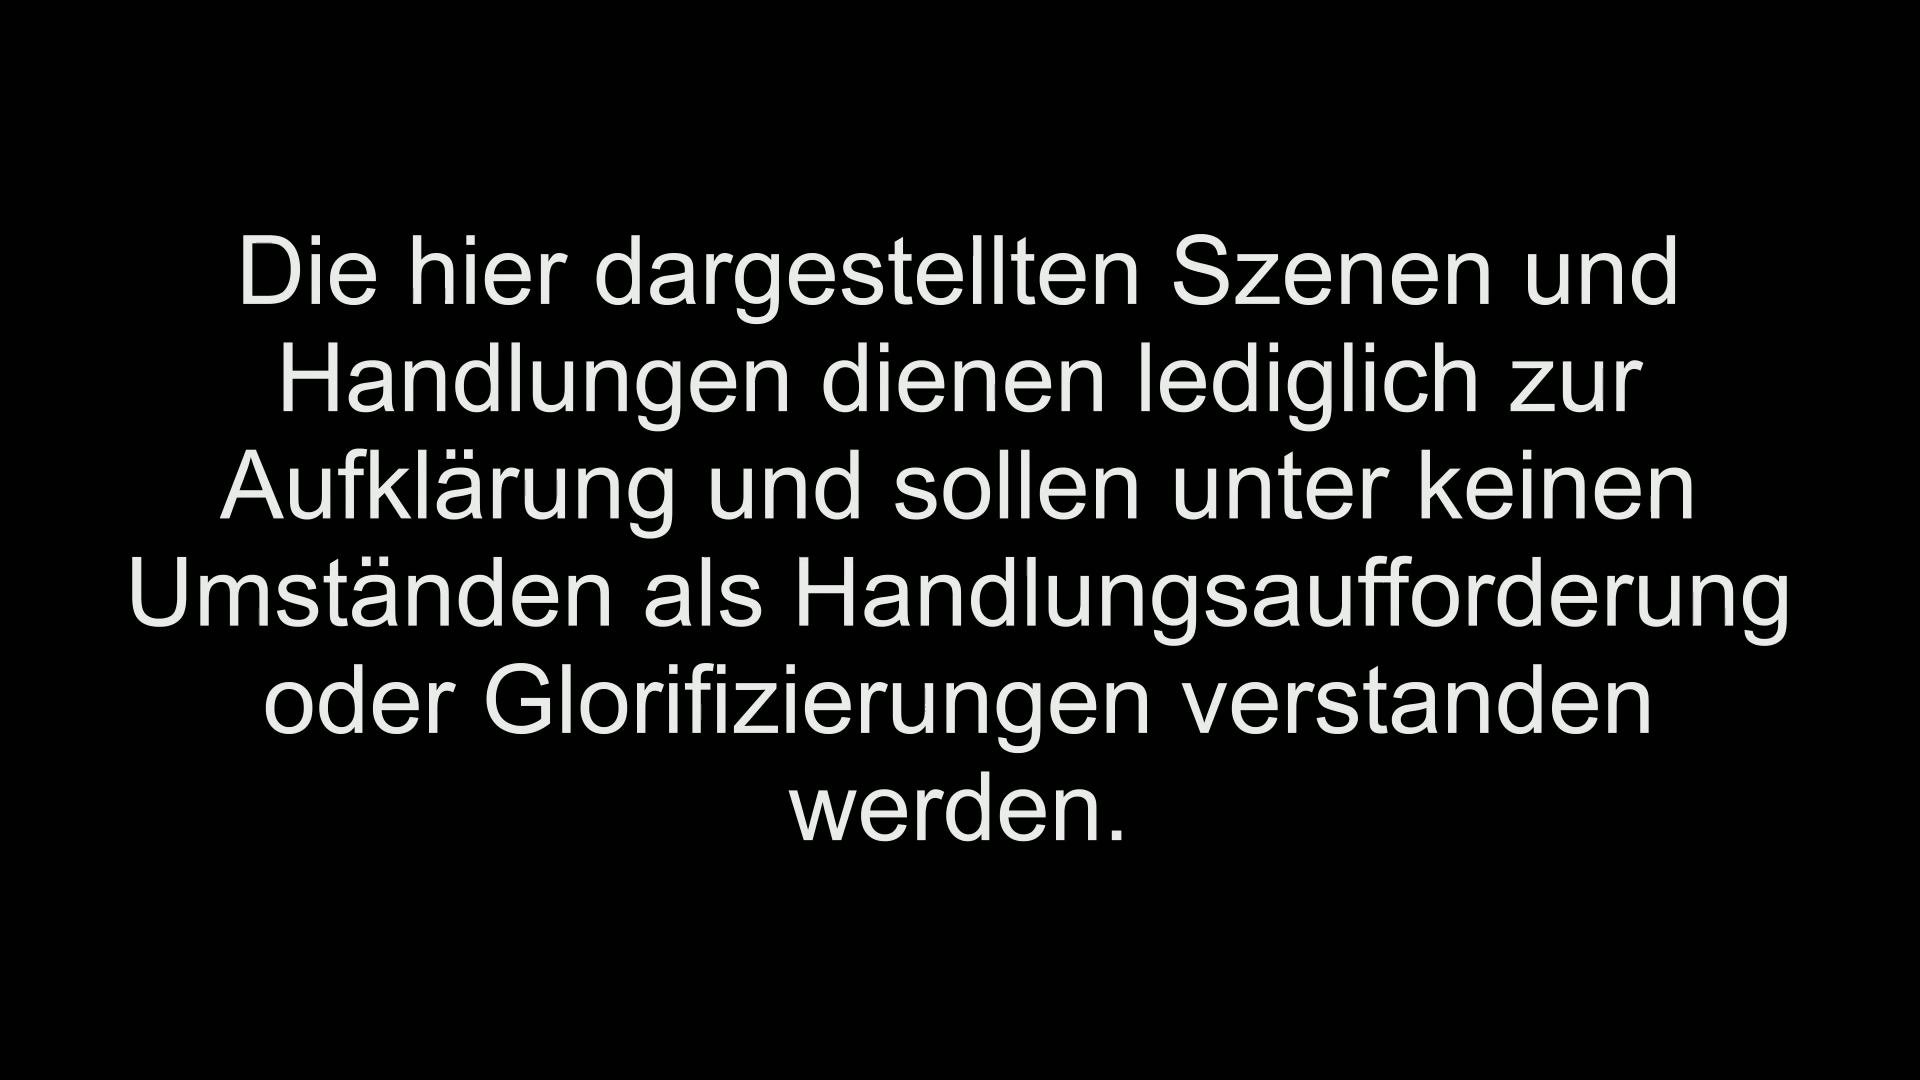 Die hier dargestellten Szenen und
Handlungen dienen lediglich zur
Aufklärung und sollen unter keinen
Umständen als Handlungsaufforderung
oder Glorifizierungen verstanden
werden.